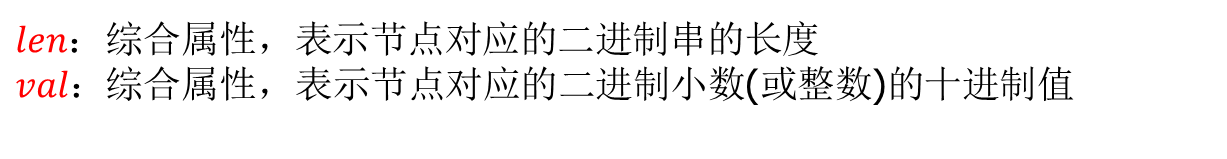 len：综合属性，表示节点对应的二进制串的长度
val：综合属性，表示节点对应的二进制小数(或整数)的十进制值